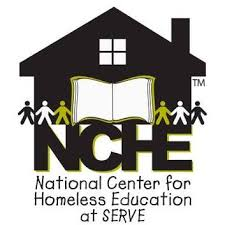 TM
NCHE
National Center for
Homeless Education
at SERVE